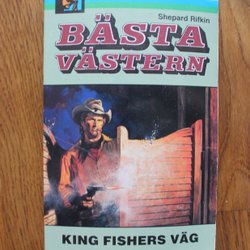 Shepard Rifkin
BÄSTA
VÄSTERN
KING FISHERS VÄG